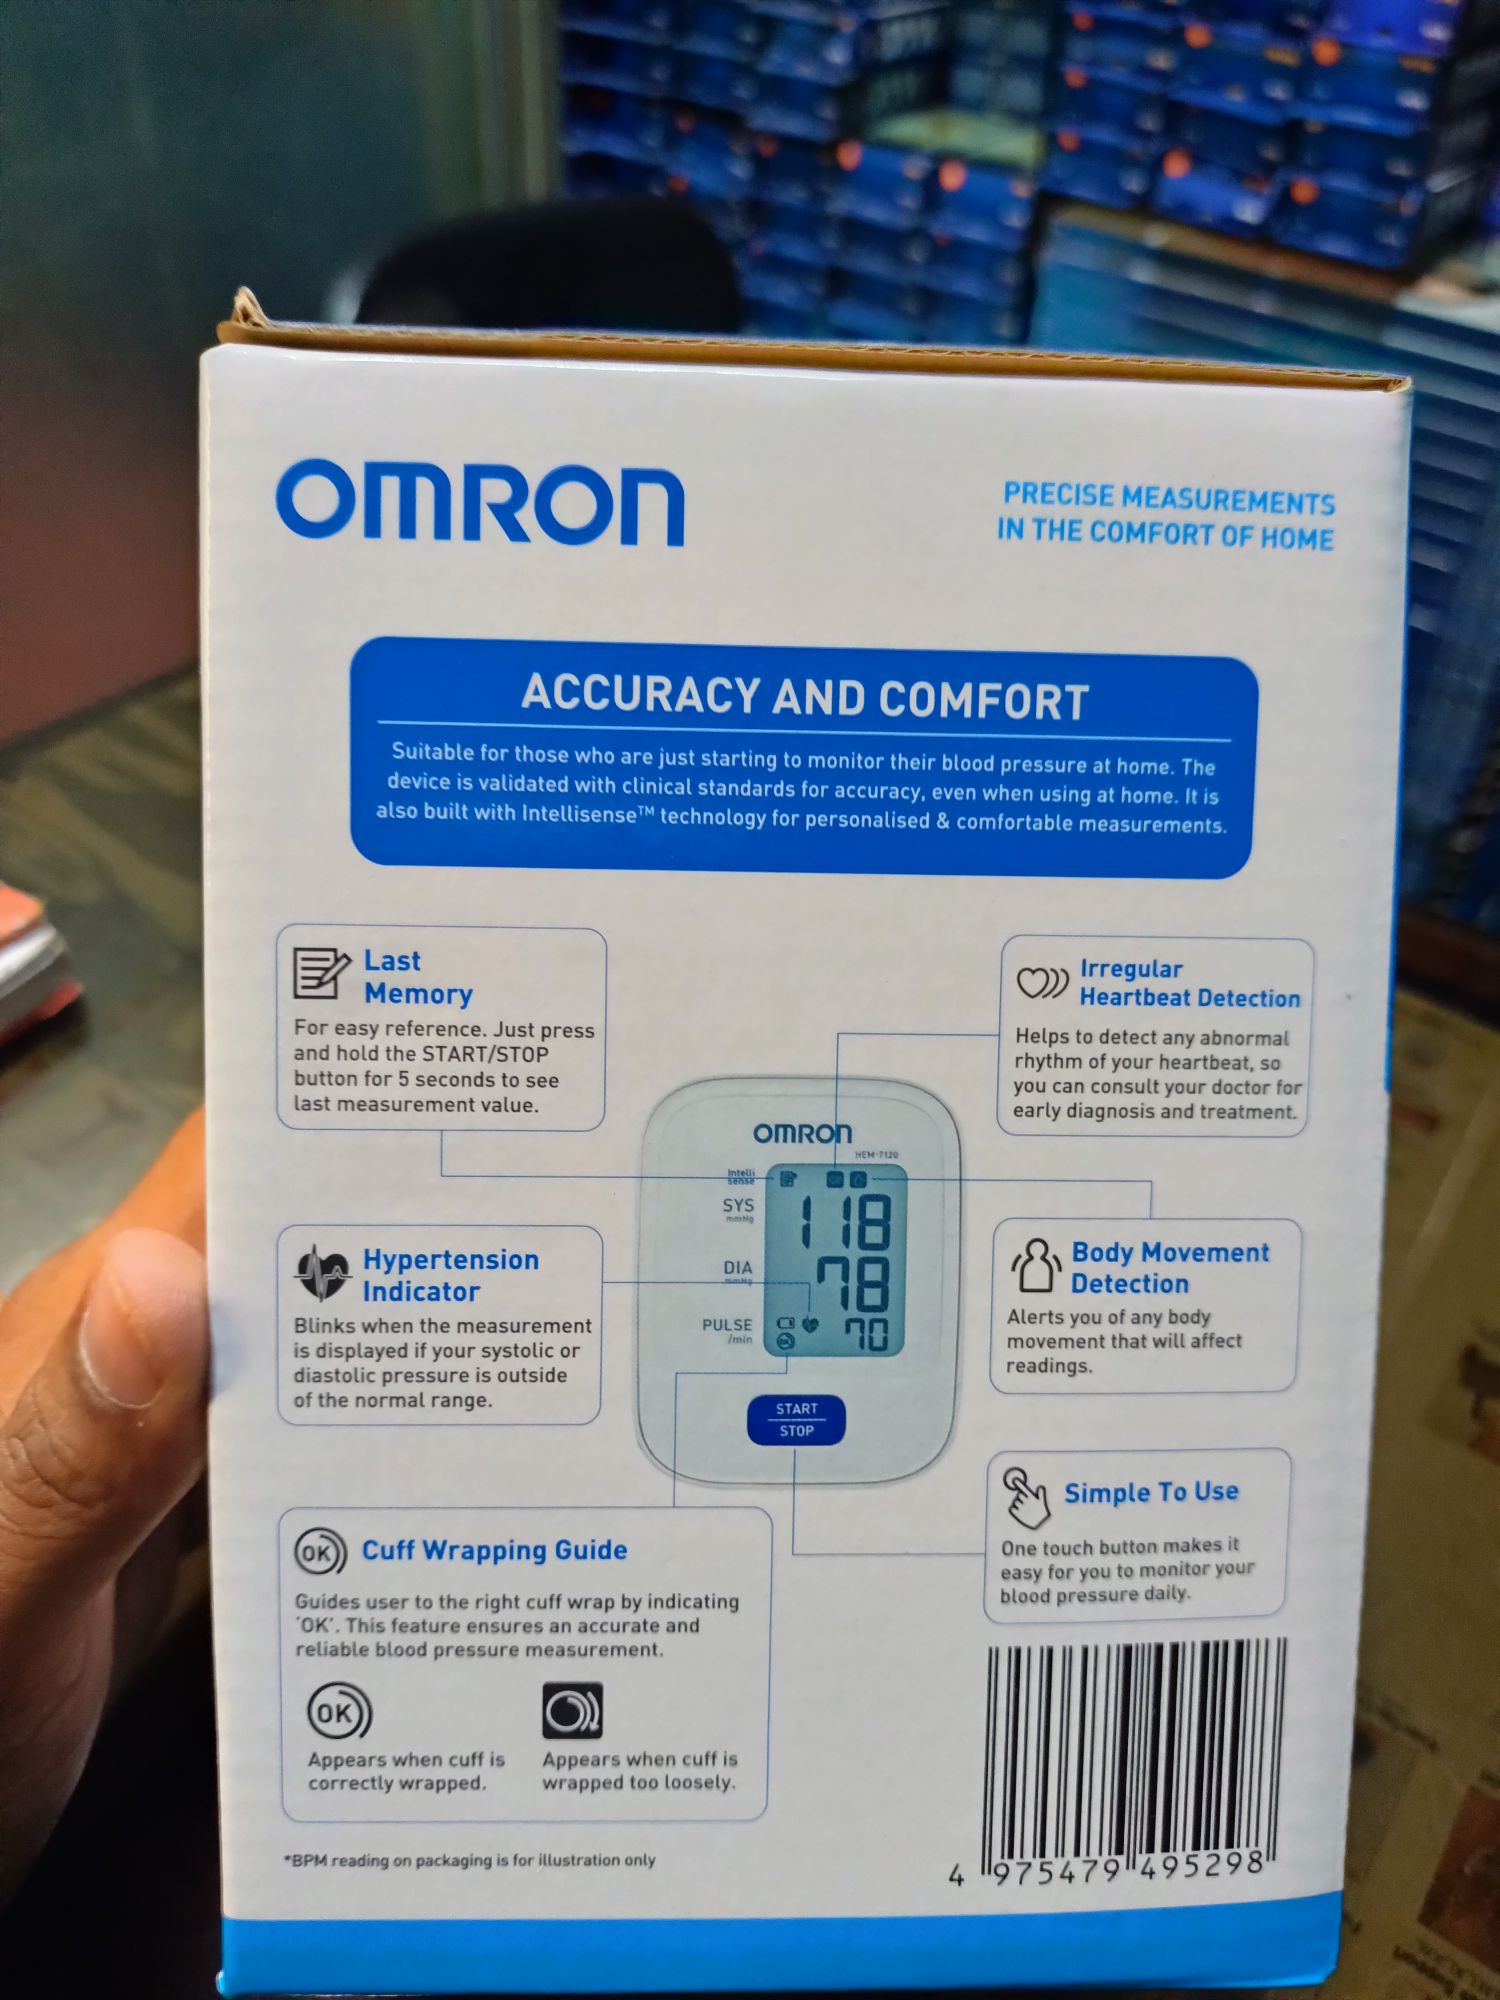 OMRON
PRECISE MEASUREMENTS
IN THE COMFORT OF HOME
ACCURACY AND COMFORT
Suitable for those who are just starting to monitor their blood pressure at home. The
device is validated with clinical standards for accuracy, even when using at home. It is
also built with Intellisense™ technology for personalised & comfortable measurements.
Last
Memory
For easy reference. Just press
and hold the START/STOP
button for 5 seconds to see
last measurement value.
Irregular
Heartbeat Detection
Helps to detect any abnormal
rhythm of your heartbeat, so
you can consult your doctor for
early diagnosis and treatment.
OMRON
HEM-7120
Intelli
sense
SYS
mmHg
118
DIA
mmHg
78
PULSE
/min
70
OK
START
STOP
Hypertension
Indicator
Blinks when the measurement
is displayed if your systolic or
diastolic pressure is outside
of the normal range.
Body Movement
Detection
Alerts you of any body
movement that will affect
readings.
Simple To Use
One touch button makes it
easy for you to monitor your
blood pressure daily.
OK Cuff Wrapping Guide
Guides user to the right cuff wrap by indicating
'OK'. This feature ensures an accurate and
reliable blood pressure measurement.
OK
Appears when cuff is
correctly wrapped.
Appears when cuff is
wrapped too loosely.
*BPM reading on packaging is for illustration only
4 975479 495298